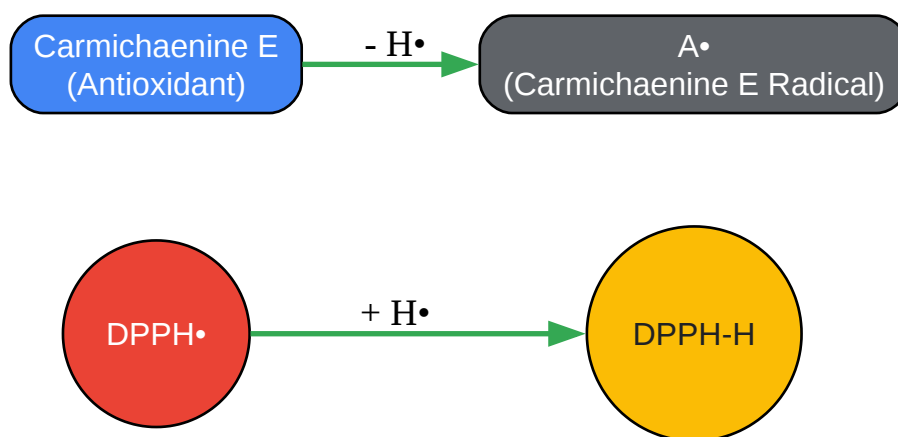 Carmichaenine E
(Antioxidant)
- H•
A•
(Carmichaenine E Radical)
DPPH•
+ H•
DPPH-H